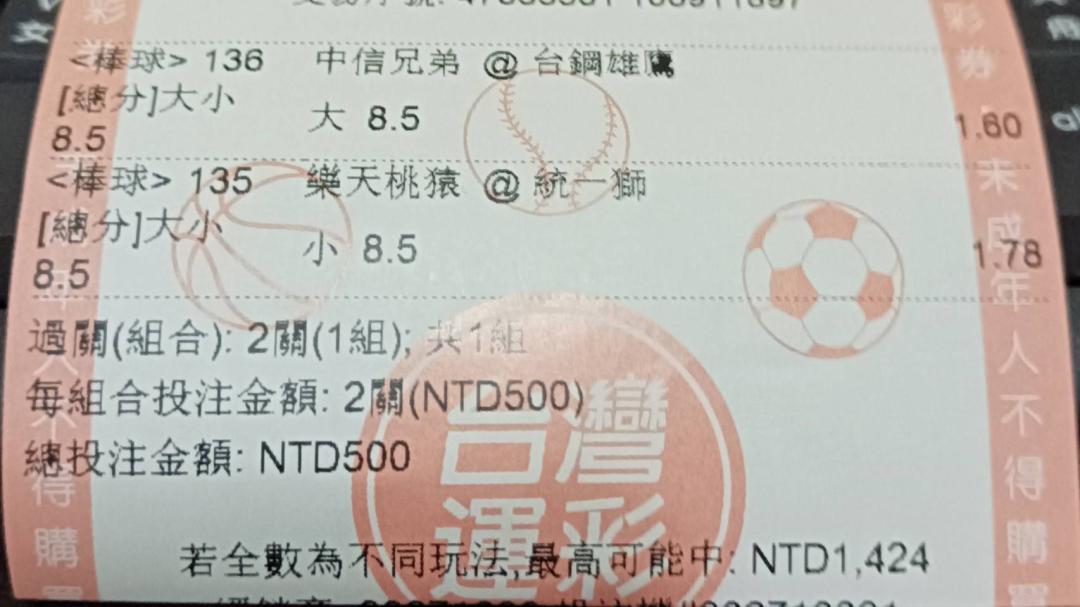 <棒球> 136 中信兄弟 @ 台鋼雄鷹
[總分]大小
8.5 大 8.5 1.60
<棒球> 135 樂天桃猿 @ 統一獅
[總分]大小
8.5 小 8.5 1.78
過關(組合): 2關(1組); 共1組
每組合投注金額: 2關(NTD500)
總投注金額: NTD500
台灣
運彩
若全數為不同玩法,最高可能中: NTD1,424
彩券
未成年人不得購買